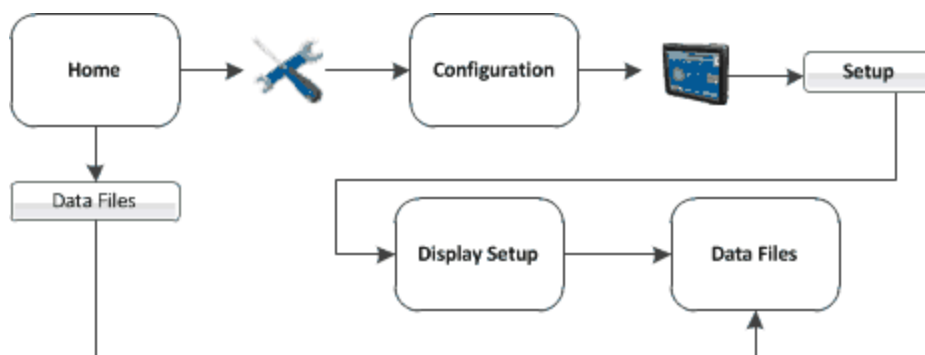 Home
Configuration
Setup
Data Files
Display Setup
Data Files